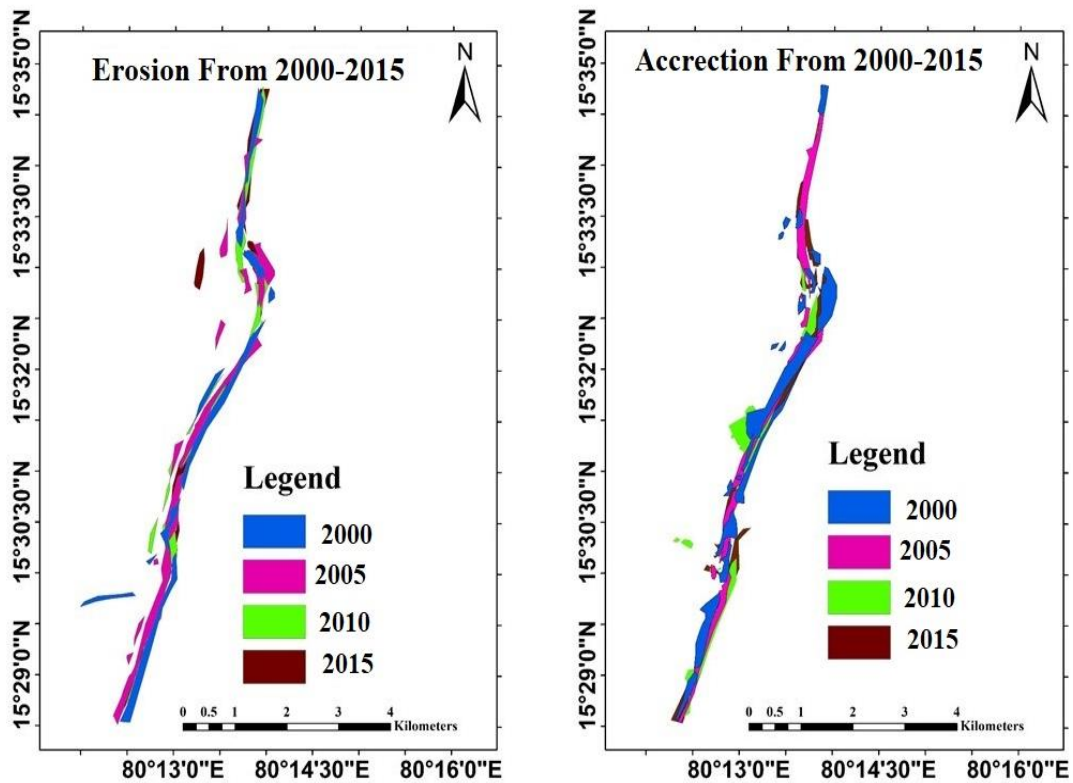 Erosion From 2000-2015
N
15°35'0"N
15°33'30"N
15°32'0"N
15°30'30"N
15°29'0"N
Legend
2000
2005
2010
2015
0 0.5 1 2 3 4
Kilometers
80°13'0"E 80°14'30"E 80°16'0"E
Accrection From 2000-2015
N
15°35'0"N
15°33'30"N
15°32'0"N
15°30'30"N
15°29'0"N
Legend
2000
2005
2010
2015
0 0.5 1 2 3 4
Kilometers
80°13'0"E 80°14'30"E 80°16'0"E